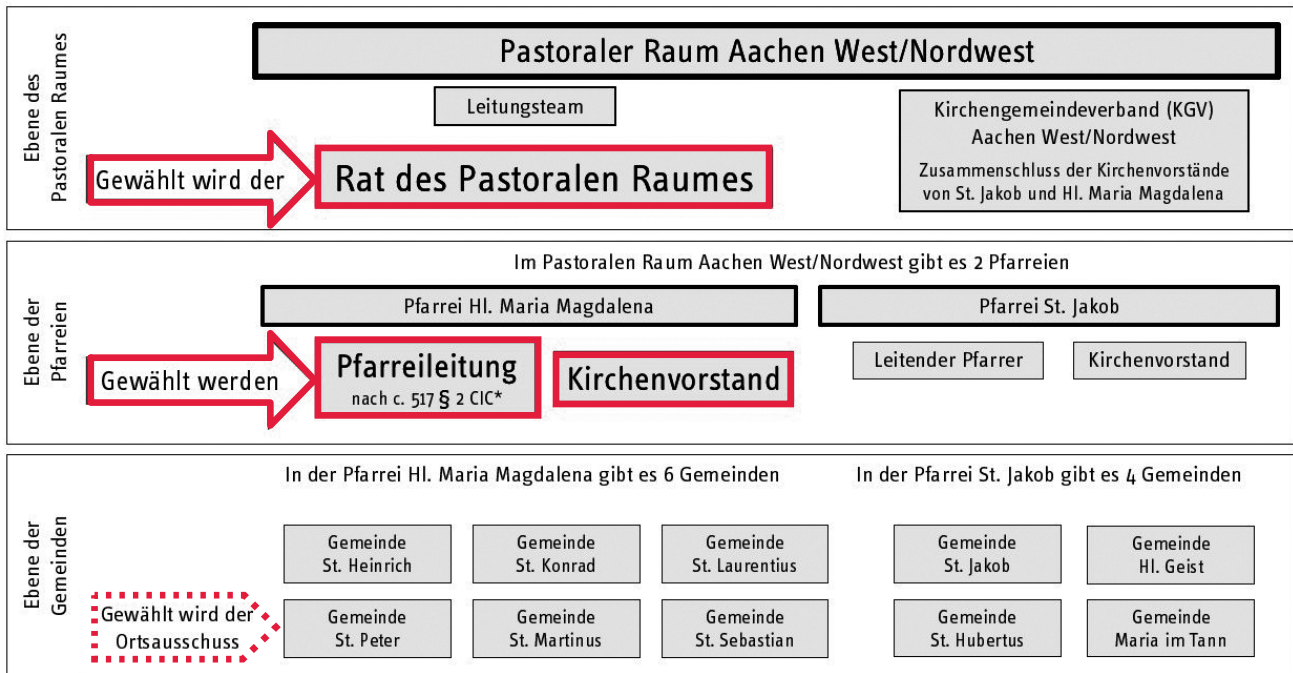 Ebene des
Pastoralen Raumes
Pastoraler Raum Aachen West/Nordwest
Leitungsteam
Kirchengemeindeverband (KGV)
Aachen West/Nordwest
Zusammenschluss der Kirchenvorstände
von St. Jakob und Hl. Maria Magdalena
Gewählt wird der
Rat des Pastoralen Raumes
Ebene der
Pfarreien
Im Pastoralen Raum Aachen West/Nordwest gibt es 2 Pfarreien
Pfarrei Hl. Maria Magdalena
Pfarrei St. Jakob
Gewählt werden
Pfarreileitung
nach c. 517 § 2 CIC*
Kirchenvorstand
Leitender Pfarrer
Kirchenvorstand
Ebene der
Gemeinden
In der Pfarrei Hl. Maria Magdalena gibt es 6 Gemeinden
In der Pfarrei St. Jakob gibt es 4 Gemeinden
Gemeinde
St. Heinrich
Gemeinde
St. Konrad
Gemeinde
St. Laurentius
Gemeinde
St. Jakob
Gemeinde
Hl. Geist
Gewählt wird der
Ortsausschuss
Gemeinde
St. Peter
Gemeinde
St. Martinus
Gemeinde
St. Sebastian
Gemeinde
St. Hubertus
Gemeinde
Maria im Tann